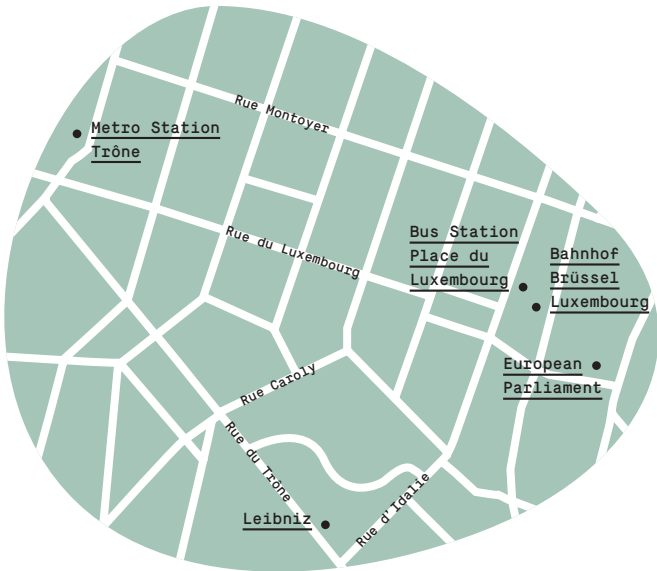 Rue Montoyer
Metro Station
Trône
Rue du Luxembourg
Bus Station
Place du
Luxembourg
Bahnhof
Brüssel
Luxembourg
European
Parliament
Rue Caroly
Rue du Trône
Rue d'Idalie
Leibniz